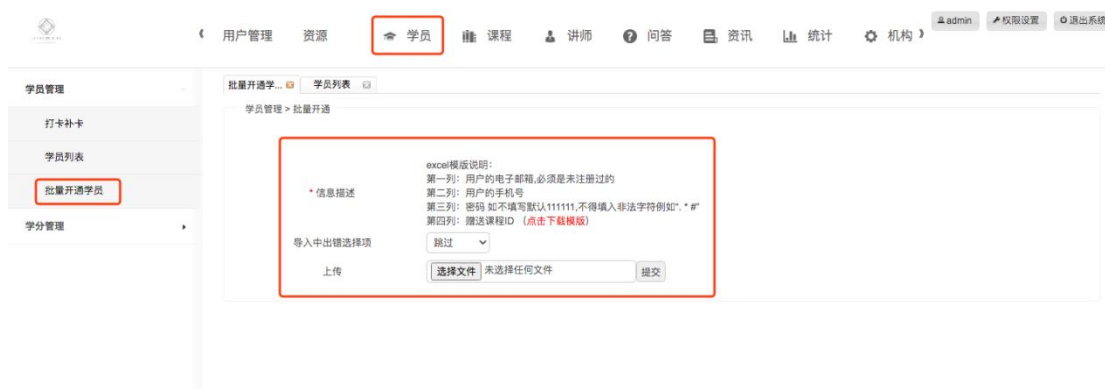 admin 权限设置 退出系统
用户管理 资源 学员 课程 讲师 问答 资讯 统计 机构
学员管理
打卡补卡
学员列表
批量开通学员
学分管理
批量开通学... 学员列表
学员管理 > 批量开通
* 信息描述
excel模版说明：
第一列：用户的电子邮箱,必须是未注册过的
第二列：用户的手机号
第三列：密码 如不填写默认111111,不得填入非法字符例如". * #"
第四列：赠送课程ID （点击下载模版）
导入中出错选择项 跳过
上传 选择文件 未选择任何文件 提交